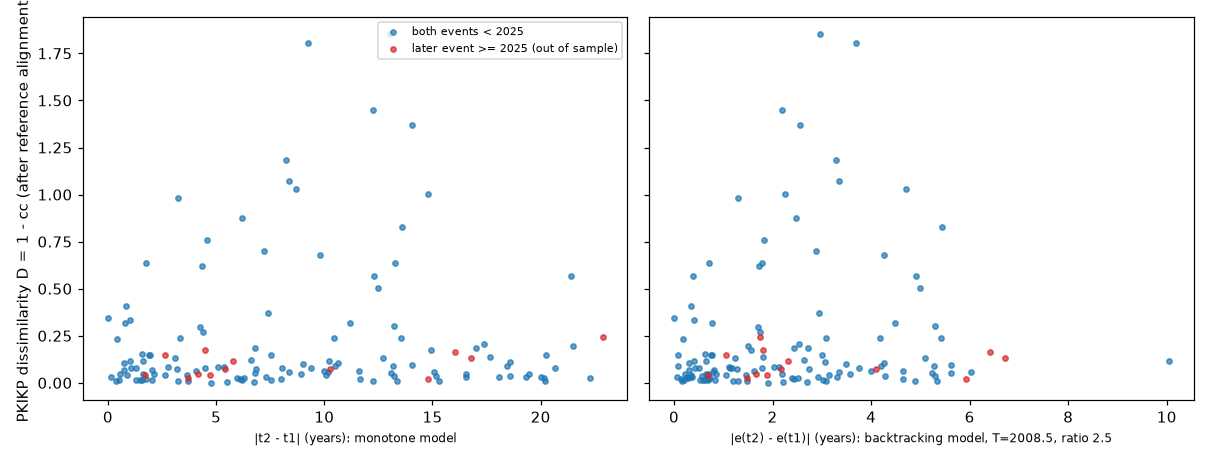 both events < 2025
later event >= 2025 (out of sample)
PKIKP dissimilarity D = 1 - cc (after reference alignment
1.75
1.50
1.25
1.00
0.75
0.50
0.25
0.00
0 5 10 15 20
|t2 - t1| (years): monotone model
0 2 4 6 8 10
|e(t2) - e(t1)| (years): backtracking model, T=2008.5, ratio 2.5